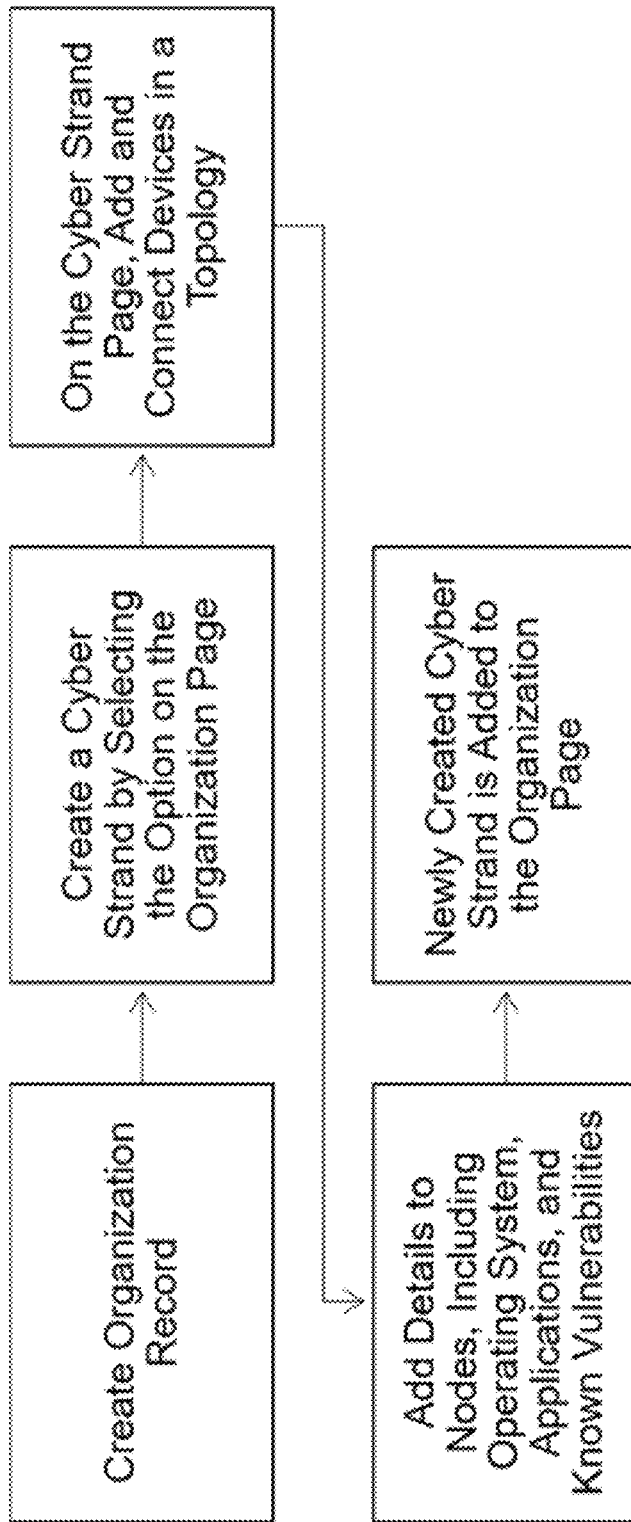 Create Organization
Record
Create a Cyber
Strand by Selecting
the Option on the
Organization Page
On the Cyber Strand
Page, Add and
Connect Devices in a
Topology
Add Details to
Nodes, Including
Operating System,
Applications, and
Known Vulnerabilities
Newly Created Cyber
Strand is Added to
the Organization
Page